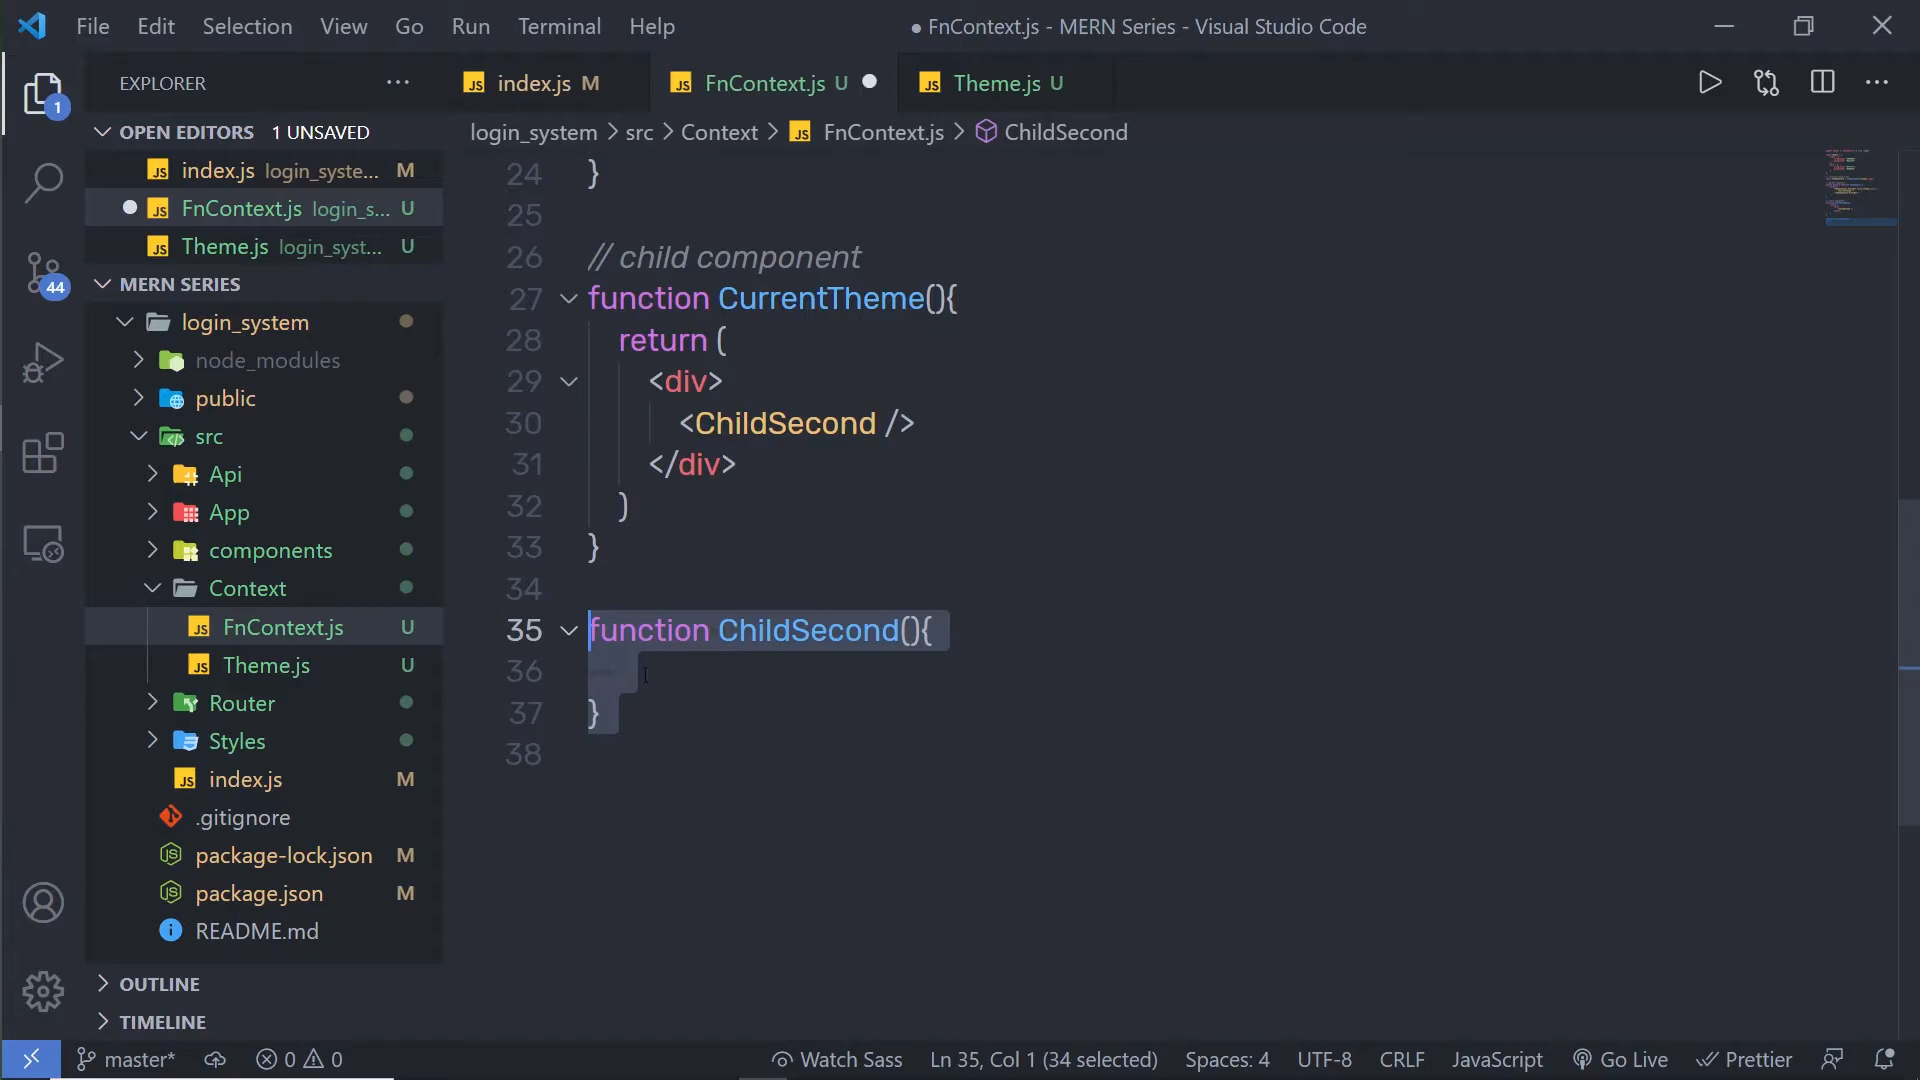 File Edit Selection View Go Run Terminal Help
● FnContext.js - MERN Series - Visual Studio Code
EXPLORER
index.js M
FnContext.js U
Theme.js U
OPEN EDITORS 1 UNSAVED
login_system > src > Context > FnContext.js > ChildSecond
index.js login_syste... M
FnContext.js login_s... U
Theme.js login_syst... U
MERN SERIES
login_system
node_modules
public
src
Api
App
components
Context
FnContext.js U
Theme.js U
Router
Styles
index.js M
.gitignore
package-lock.json M
package.json M
README.md
OUTLINE
TIMELINE
1
44
24 }
25
26 // child component
27 function CurrentTheme(){
28 return (
29 <div>
30 <ChildSecond />
31 </div>
32 )
33 }
34
35 function ChildSecond(){
36
37 }
38
master* 0 0 Watch Sass Ln 35, Col 1 (34 selected) Spaces: 4 UTF-8 CRLF JavaScript Go Live Prettier